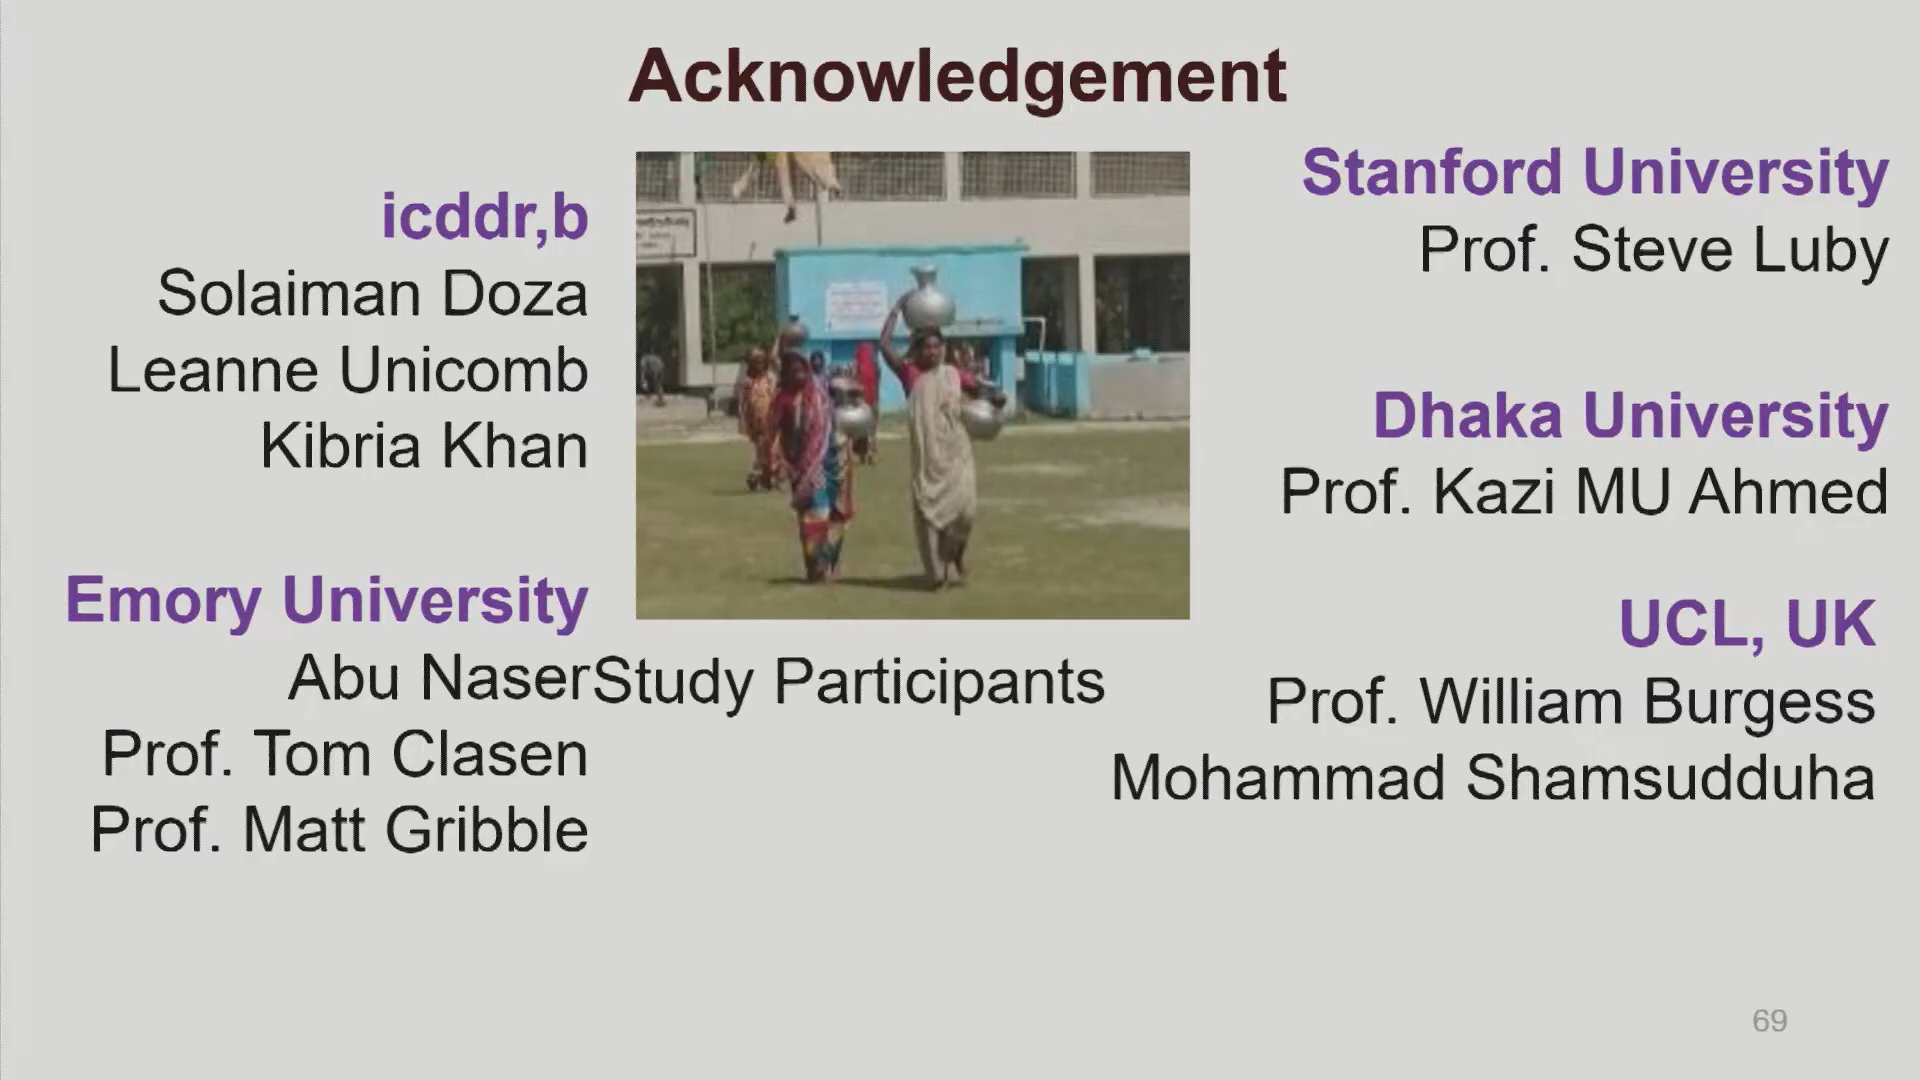 Acknowledgement
icddr,b
Solaiman Doza
Leanne Unicomb
Kibria Khan
Emory University
Abu Naser
Prof. Tom Clasen
Prof. Matt Gribble
Study Participants
Stanford University
Prof. Steve Luby
Dhaka University
Prof. Kazi MU Ahmed
UCL, UK
Prof. William Burgess
Mohammad Shamsudduha
69